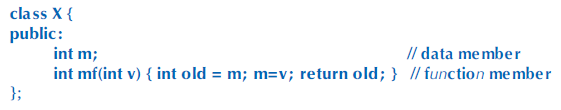 class X {
public:
int m; // data member
int mf(int v) { int old = m; m=v; return old; } // function member
};